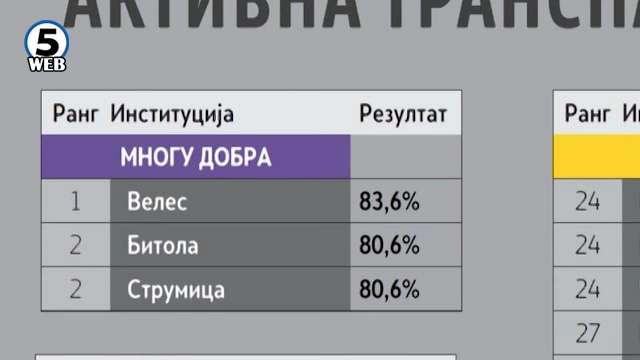 АКТИВНА
5
WEB
Ранг Институција Резултат
МНОГУ ДОБРА
1 Велес 83,6%
2 Битола 80,6%
2 Струмица 80,6%
Ранг
24
24
24
27